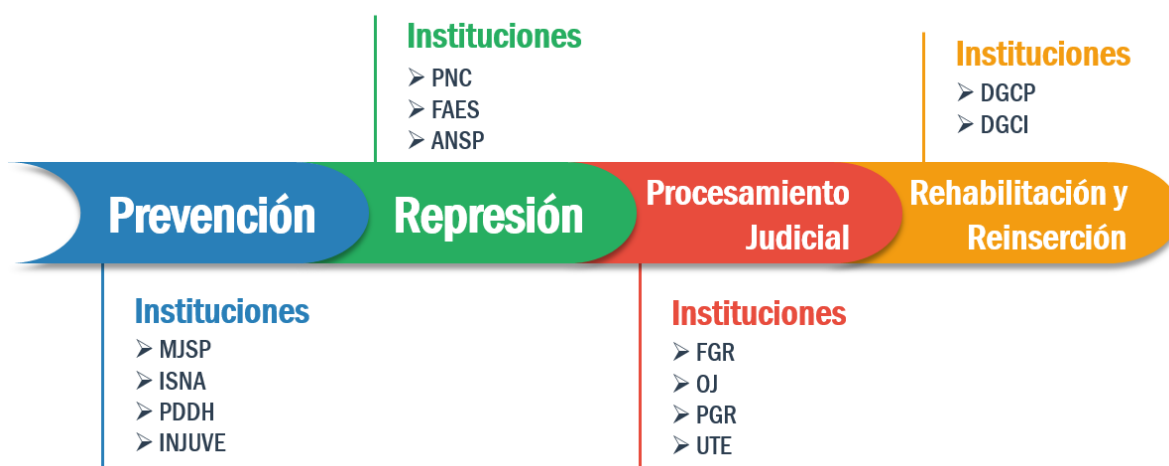 Prevención
Instituciones
➢ MJSP
➢ ISNA
➢ PDDH
➢ INJUVE
Represión
Instituciones
➢ PNC
➢ FAES
➢ ANSP
Procesamiento
Judicial
Instituciones
➢ FGR
➢ OJ
➢ PGR
➢ UTE
Rehabilitación y
Reinserción
Instituciones
➢ DGCP
➢ DGCI